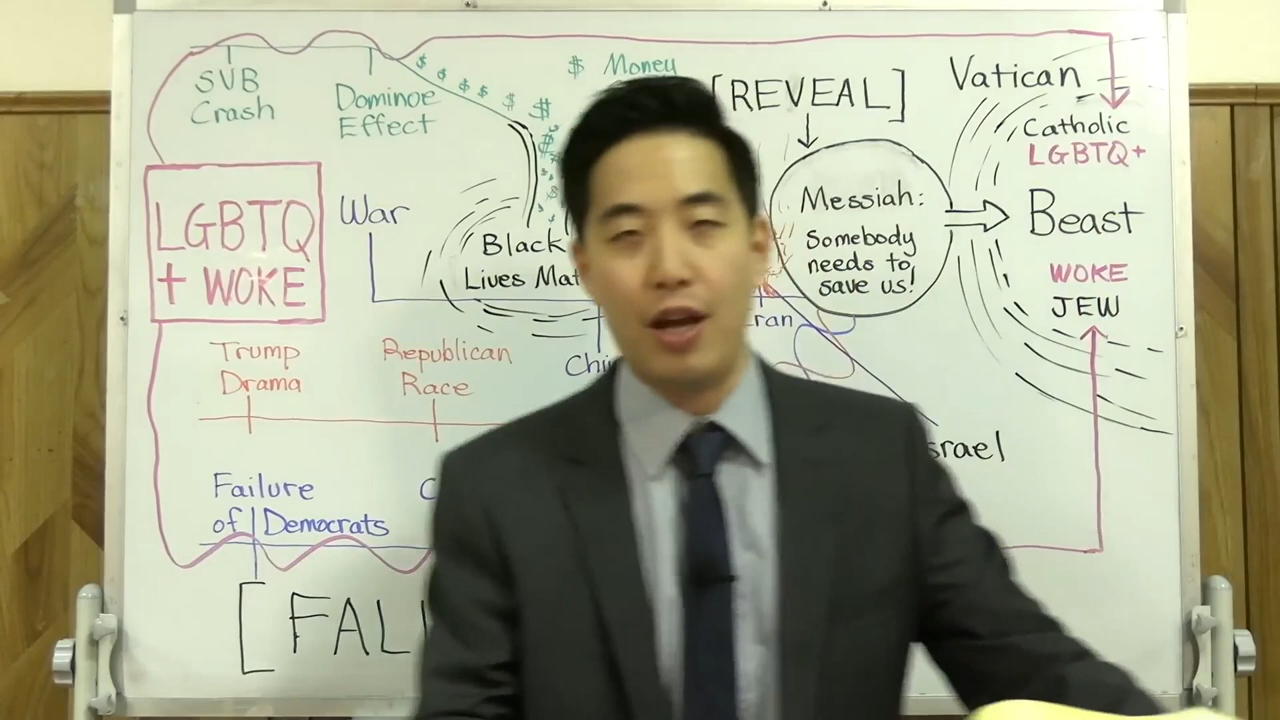 SVB
Crash
Dominoe
Effect
$ Money
[REVEAL]
Vatican
Catholic
LGBTQ+
Beast
WOKE
JEW
LGBTQ
+ WOKE
War
Black
Lives
Messiah:
Somebody
needs to
save us!
Trump
Drama
Republican
Race
Failure
of Democrats